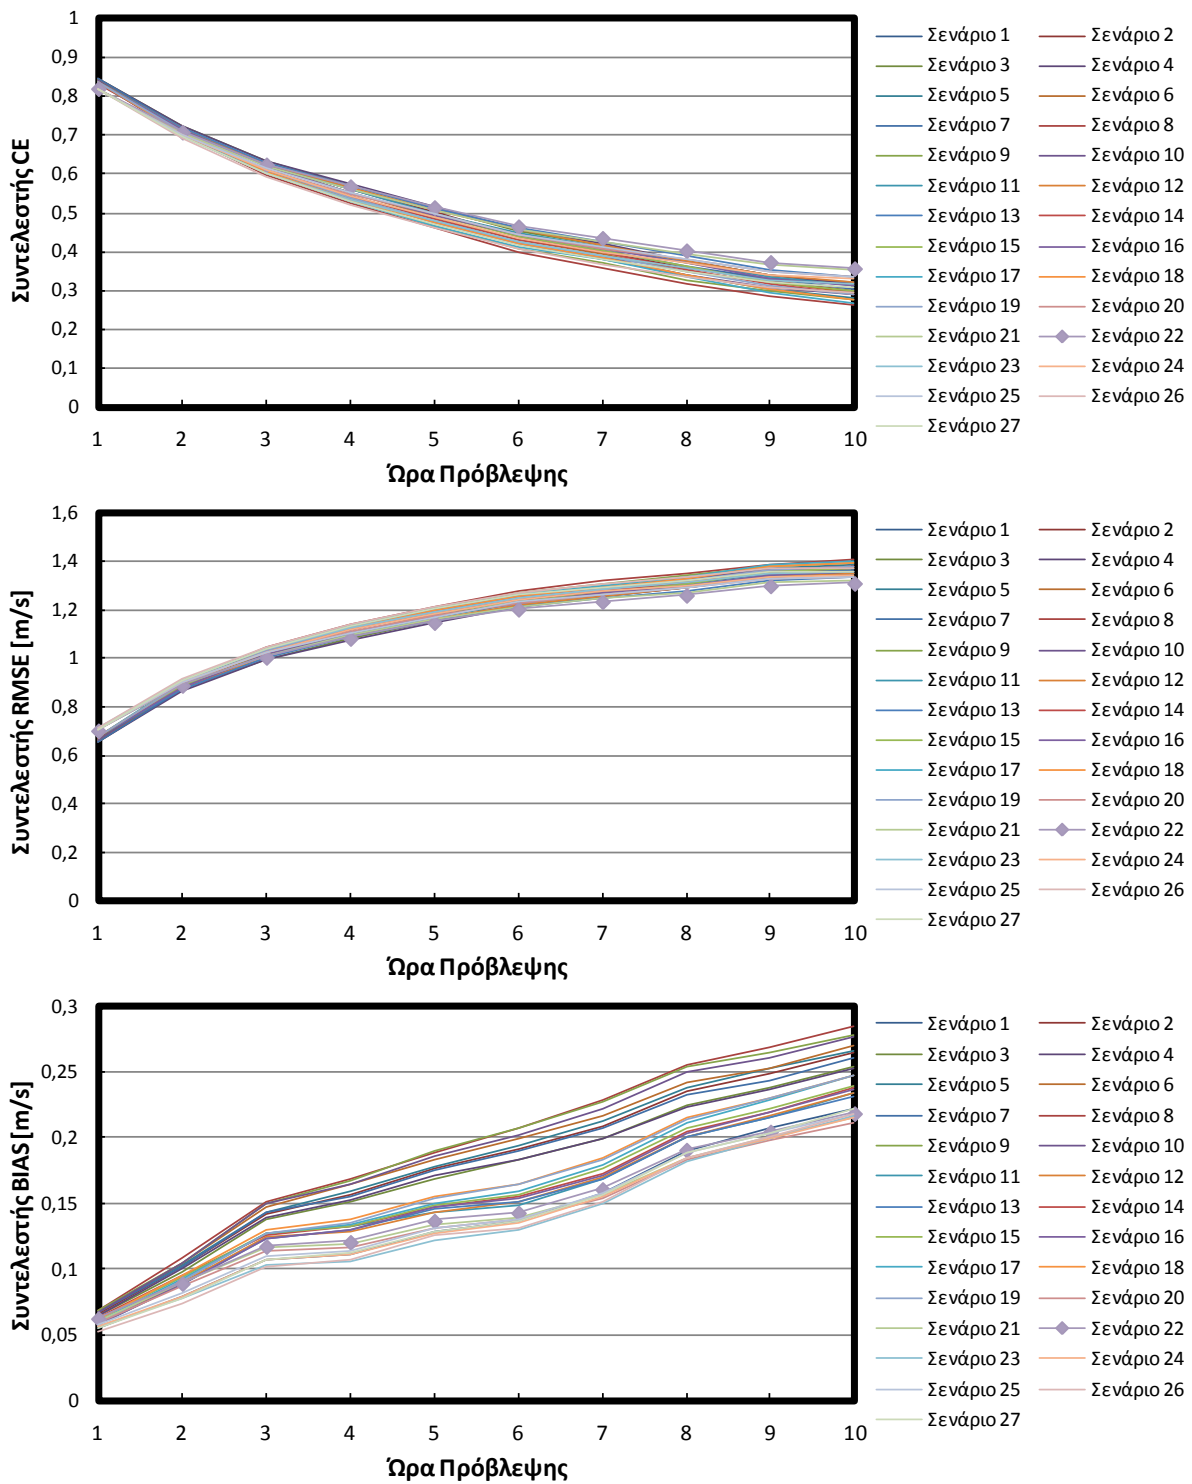 Συντελεστής CE
1
0,9
0,8
0,7
0,6
0,5
0,4
0,3
0,2
0,1
0
1 2 3 4 5 6 7 8 9 10
Ώρα Πρόβλεψης
Σενάριο 1 Σενάριο 2
Σενάριο 3 Σενάριο 4
Σενάριο 5 Σενάριο 6
Σενάριο 7 Σενάριο 8
Σενάριο 9 Σενάριο 10
Σενάριο 11 Σενάριο 12
Σενάριο 13 Σενάριο 14
Σενάριο 15 Σενάριο 16
Σενάριο 17 Σενάριο 18
Σενάριο 19 Σενάριο 20
Σενάριο 21 Σενάριο 22
Σενάριο 23 Σενάριο 24
Σενάριο 25 Σενάριο 26
Σενάριο 27
Συντελεστής RMSE [m/s]
1,6
1,4
1,2
1
0,8
0,6
0,4
0,2
0
1 2 3 4 5 6 7 8 9 10
Ώρα Πρόβλεψης
Σενάριο 1 Σενάριο 2
Σενάριο 3 Σενάριο 4
Σενάριο 5 Σενάριο 6
Σενάριο 7 Σενάριο 8
Σενάριο 9 Σενάριο 10
Σενάριο 11 Σενάριο 12
Σενάριο 13 Σενάριο 14
Σενάριο 15 Σενάριο 16
Σενάριο 17 Σενάριο 18
Σενάριο 19 Σενάριο 20
Σενάριο 21 Σενάριο 22
Σενάριο 23 Σενάριο 24
Σενάριο 25 Σενάριο 26
Σενάριο 27
Συντελεστής BIAS [m/s]
0,3
0,25
0,2
0,15
0,1
0,05
0
1 2 3 4 5 6 7 8 9 10
Ώρα Πρόβλεψης
Σενάριο 1 Σενάριο 2
Σενάριο 3 Σενάριο 4
Σενάριο 5 Σενάριο 6
Σενάριο 7 Σενάριο 8
Σενάριο 9 Σενάριο 10
Σενάριο 11 Σενάριο 12
Σενάριο 13 Σενάριο 14
Σενάριο 15 Σενάριο 16
Σενάριο 17 Σενάριο 18
Σενάριο 19 Σενάριο 20
Σενάριο 21 Σενάριο 22
Σενάριο 23 Σενάριο 24
Σενάριο 25 Σενάριο 26
Σενάριο 27